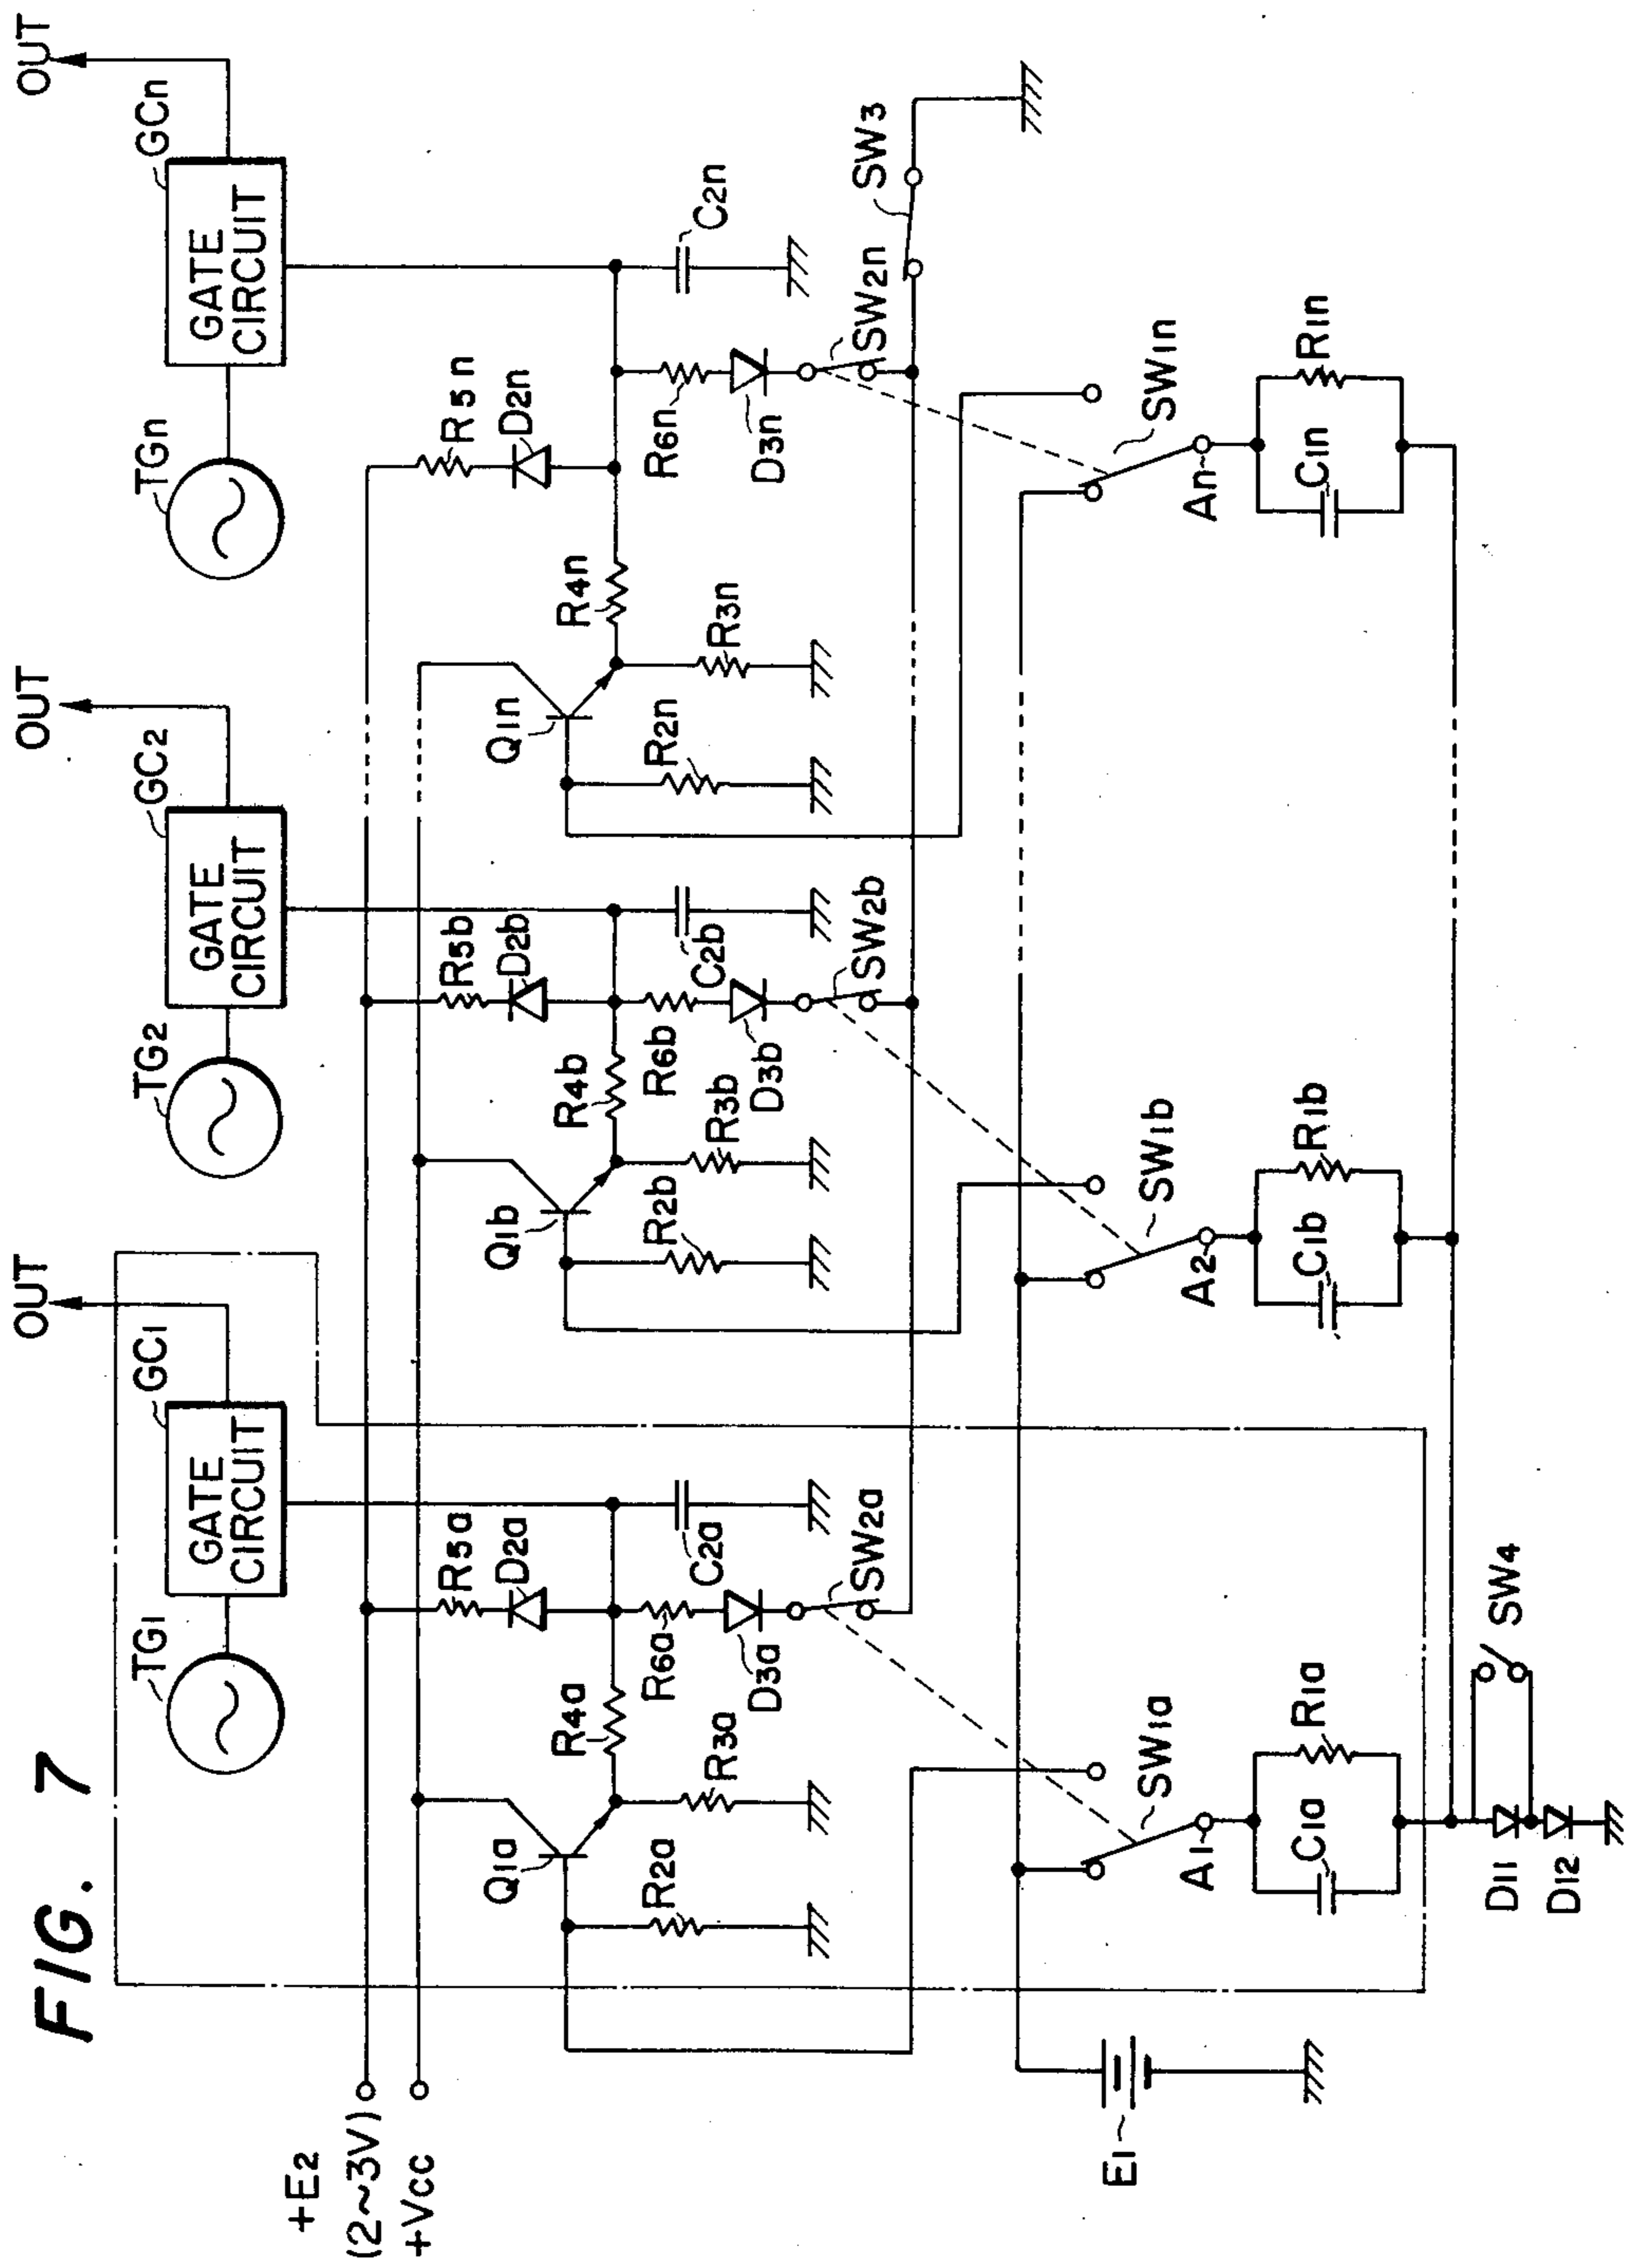 FIG. 7
OUT
OUT
OUT
TG1
GC1
TG2
GC2
TGn
GCn
GATE
CIRCUIT
GATE
CIRCUIT
GATE
CIRCUIT
+E2
(2~3V)
+Vcc
R5a
D2a
R5b
D2b
R5n
D2n
Q1a
R4a
Q1b
R4b
Q1n
R4n
R2a
R3a
R6a
C2a
R2b
R3b
R6b
C2b
R2n
R3n
R6n
C2n
D3a
SW2a
D3b
SW2b
D3n
SW2n
SW3
E1
SW1a
A1
SW1b
A2
SW1n
An
C1a
R1a
C1b
R1b
C1n
R1n
D11
D12
SW4